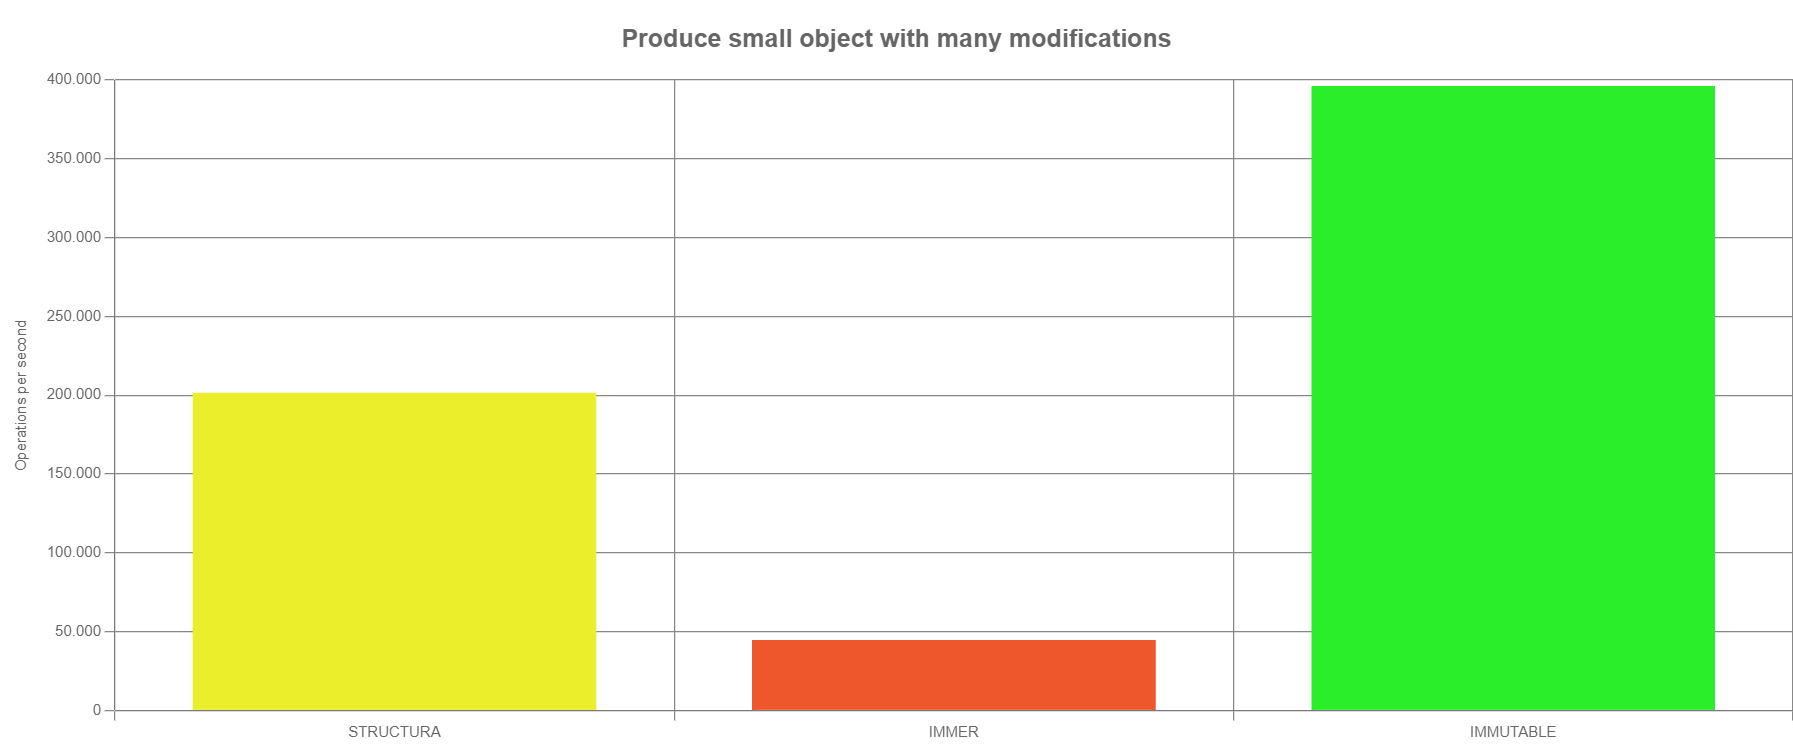 Produce small object with many modifications
400.000
350.000
300.000
250.000
200.000
150.000
100.000
50.000
0
Operations per second
STRUCTURA
IMMER
IMMUTABLE